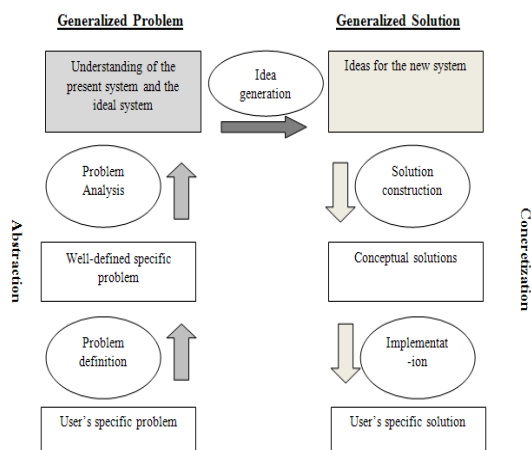 Generalized Problem
Generalized Solution
Understanding of the
present system and the
ideal system
Idea
generation
Ideas for the new system
Problem
Analysis
Solution
construction
Abstraction
Concretization
Well-defined specific
problem
Conceptual solutions
Problem
definition
Implementat
-ion
User's specific problem
User's specific solution